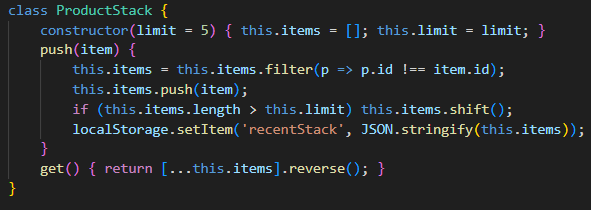 class ProductStack {
    constructor(limit = 5) { this.items = []; this.limit = limit; }
    push(item) {
        this.items = this.items.filter(p => p.id !== item.id);
        this.items.push(item);
        if (this.items.length > this.limit) this.items.shift();
        localStorage.setItem('recentStack', JSON.stringify(this.items));
    }
    get() { return [...this.items].reverse(); }
}